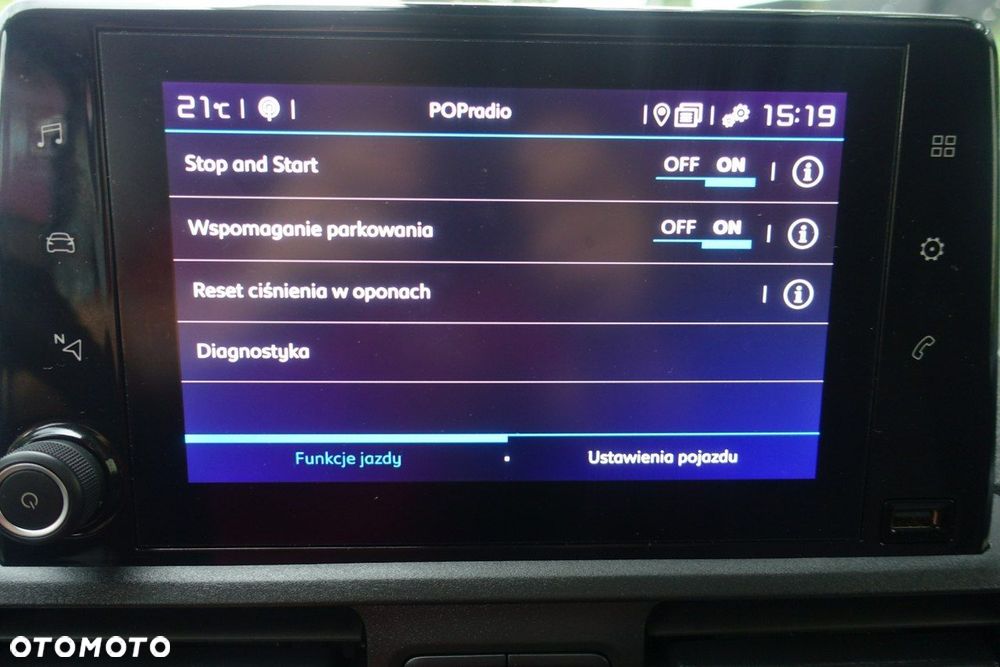 21°C POPradio 15:19
Stop and Start OFF ON
Wspomaganie parkowania OFF ON
Reset ciśnienia w oponach
Diagnostyka
Funkcje jazdy Ustawienia pojazdu
N
OTOMOTO